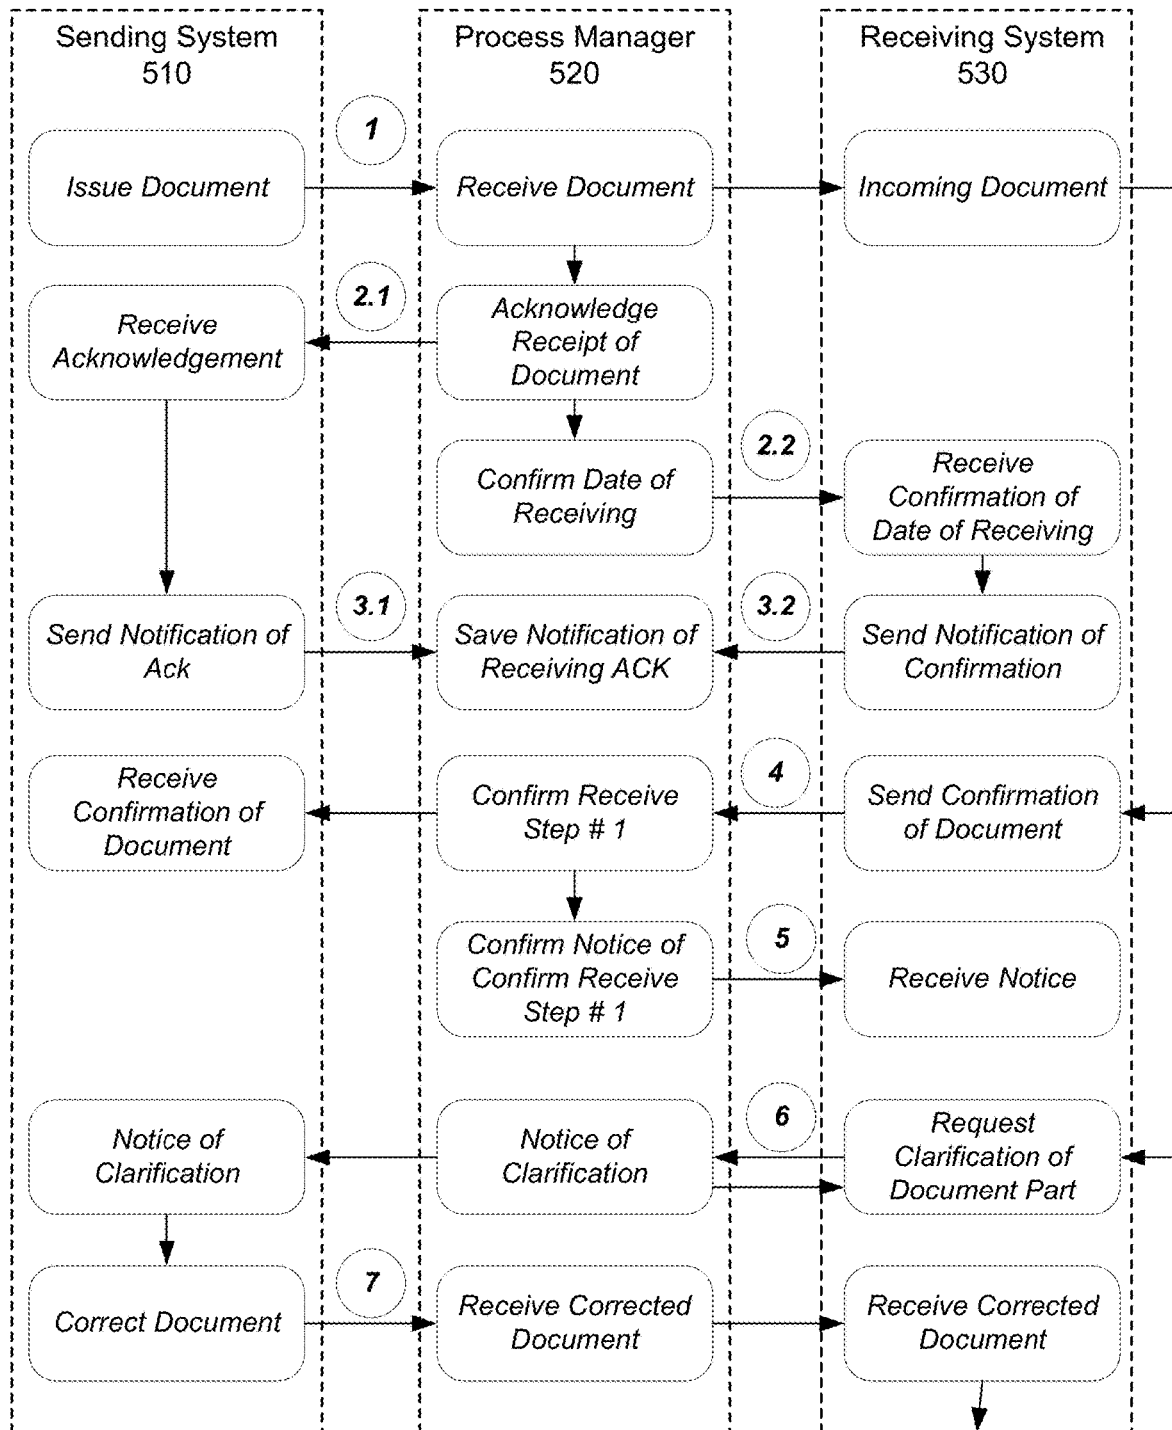 Sending System
510
Process Manager
520
Receiving System
530
1
Issue Document
Receive Document
Incoming Document
2.1
Receive
Acknowledgement
Acknowledge
Receipt of
Document
2.2
Confirm Date of
Receiving
Receive
Confirmation of
Date of Receiving
3.1
3.2
Send Notification of
Ack
Save Notification of
Receiving ACK
Send Notification of
Confirmation
4
Receive
Confirmation of
Document
Confirm Receive
Step # 1
Send Confirmation
of Document
5
Confirm Notice of
Confirm Receive
Step # 1
Receive Notice
6
Notice of
Clarification
Notice of
Clarification
Request
Clarification of
Document Part
7
Correct Document
Receive Corrected
Document
Receive Corrected
Document